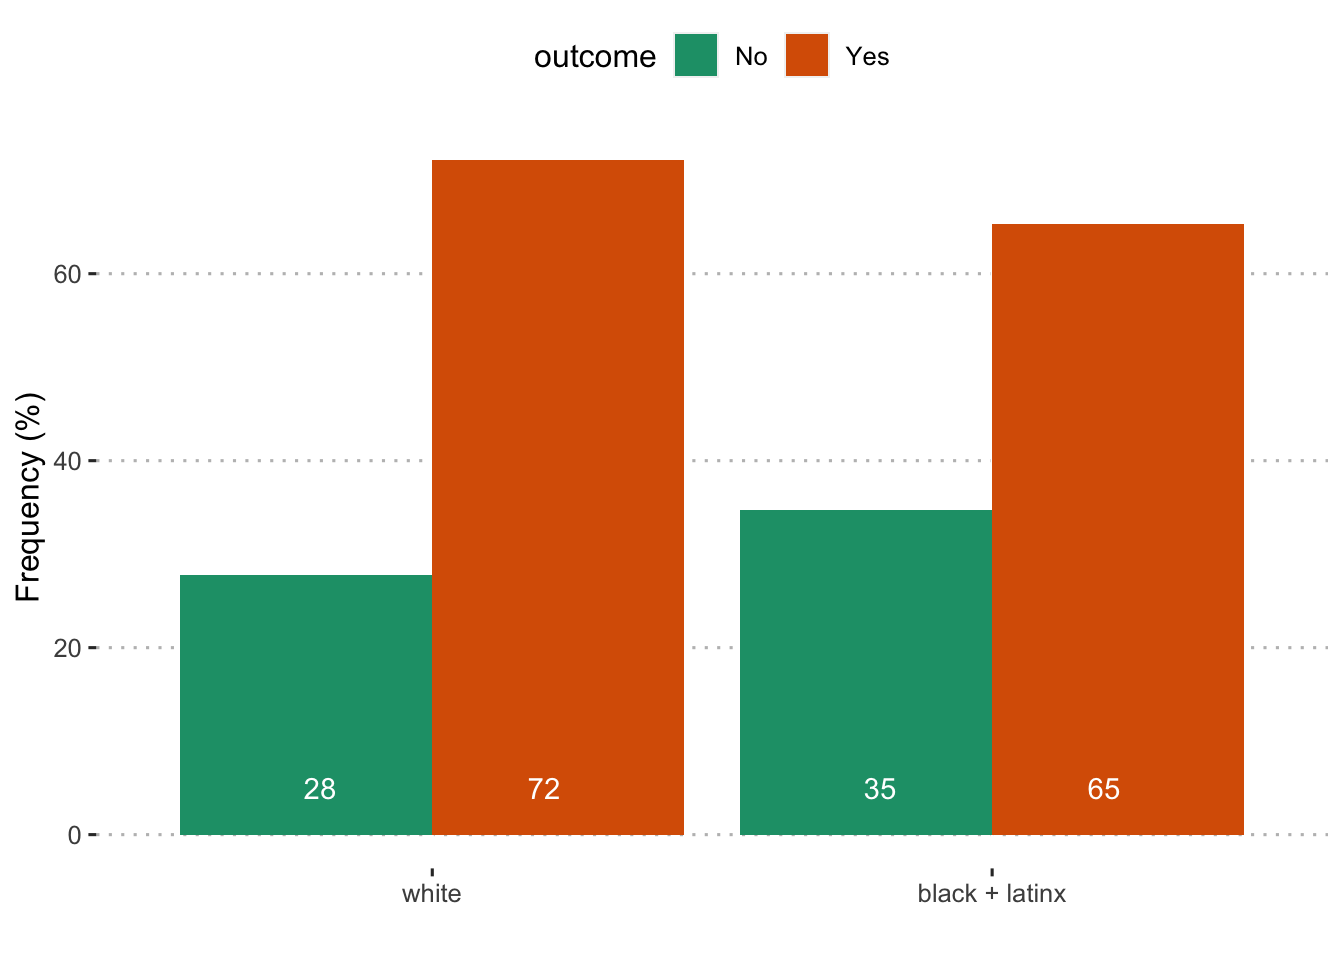 outcome No Yes
Frequency (%)
60
40
20
0
28 72 35 65
white black + latinx